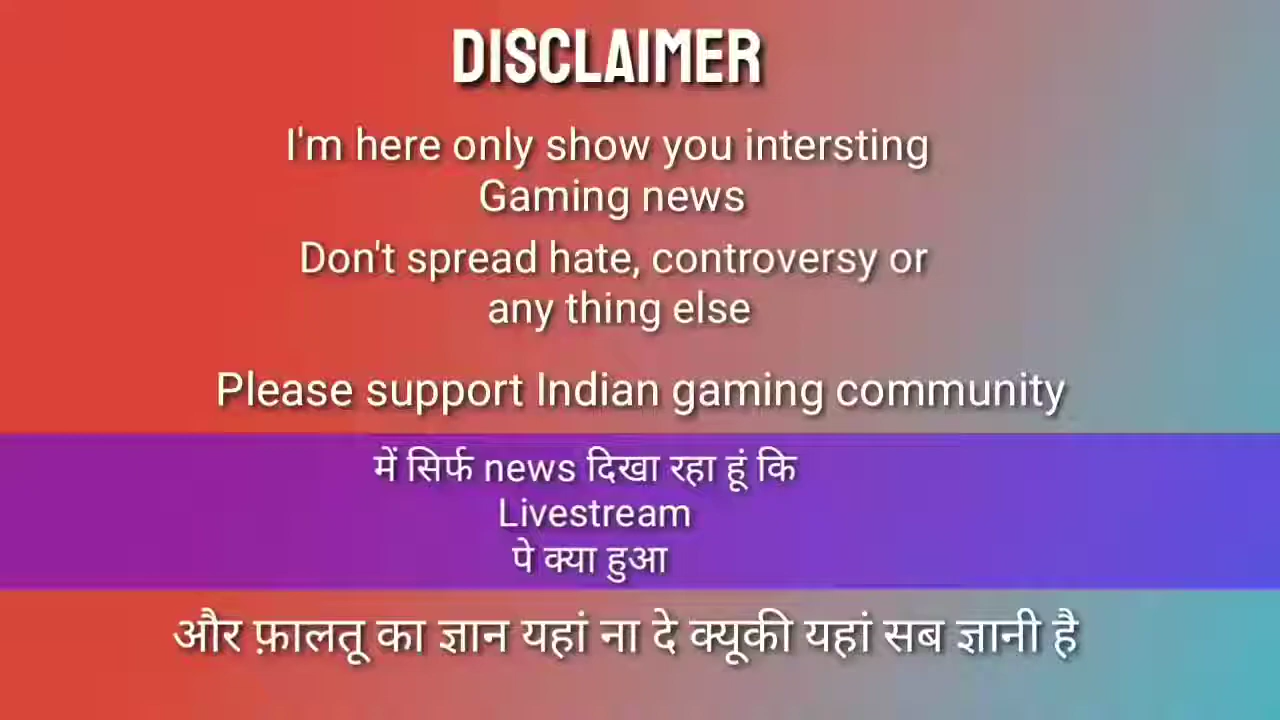 DISCLAIMER
I'm here only show you intersting
Gaming news
Don't spread hate, controversy or
any thing else
Please support Indian gaming community
में सिर्फ news दिखा रहा हूं कि
Livestream
पे क्या हुआ
और फ़ालतू का ज्ञान यहां ना दे क्यूकी यहां सब ज्ञानी है